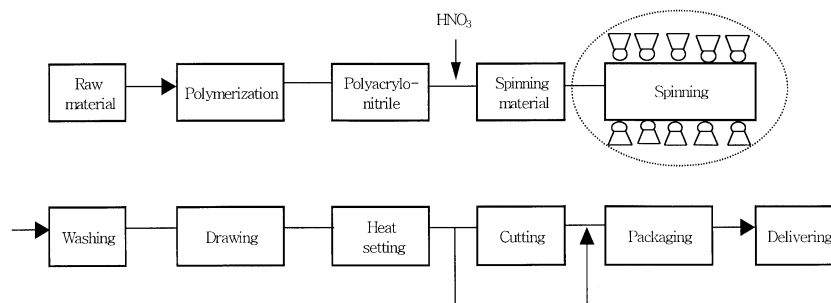 HNO₃
Raw
material
Polymerization
Polyacrylo-
nitrile
Spinning
material
Spinning
Washing
Drawing
Heat
setting
Cutting
Packaging
Delivering